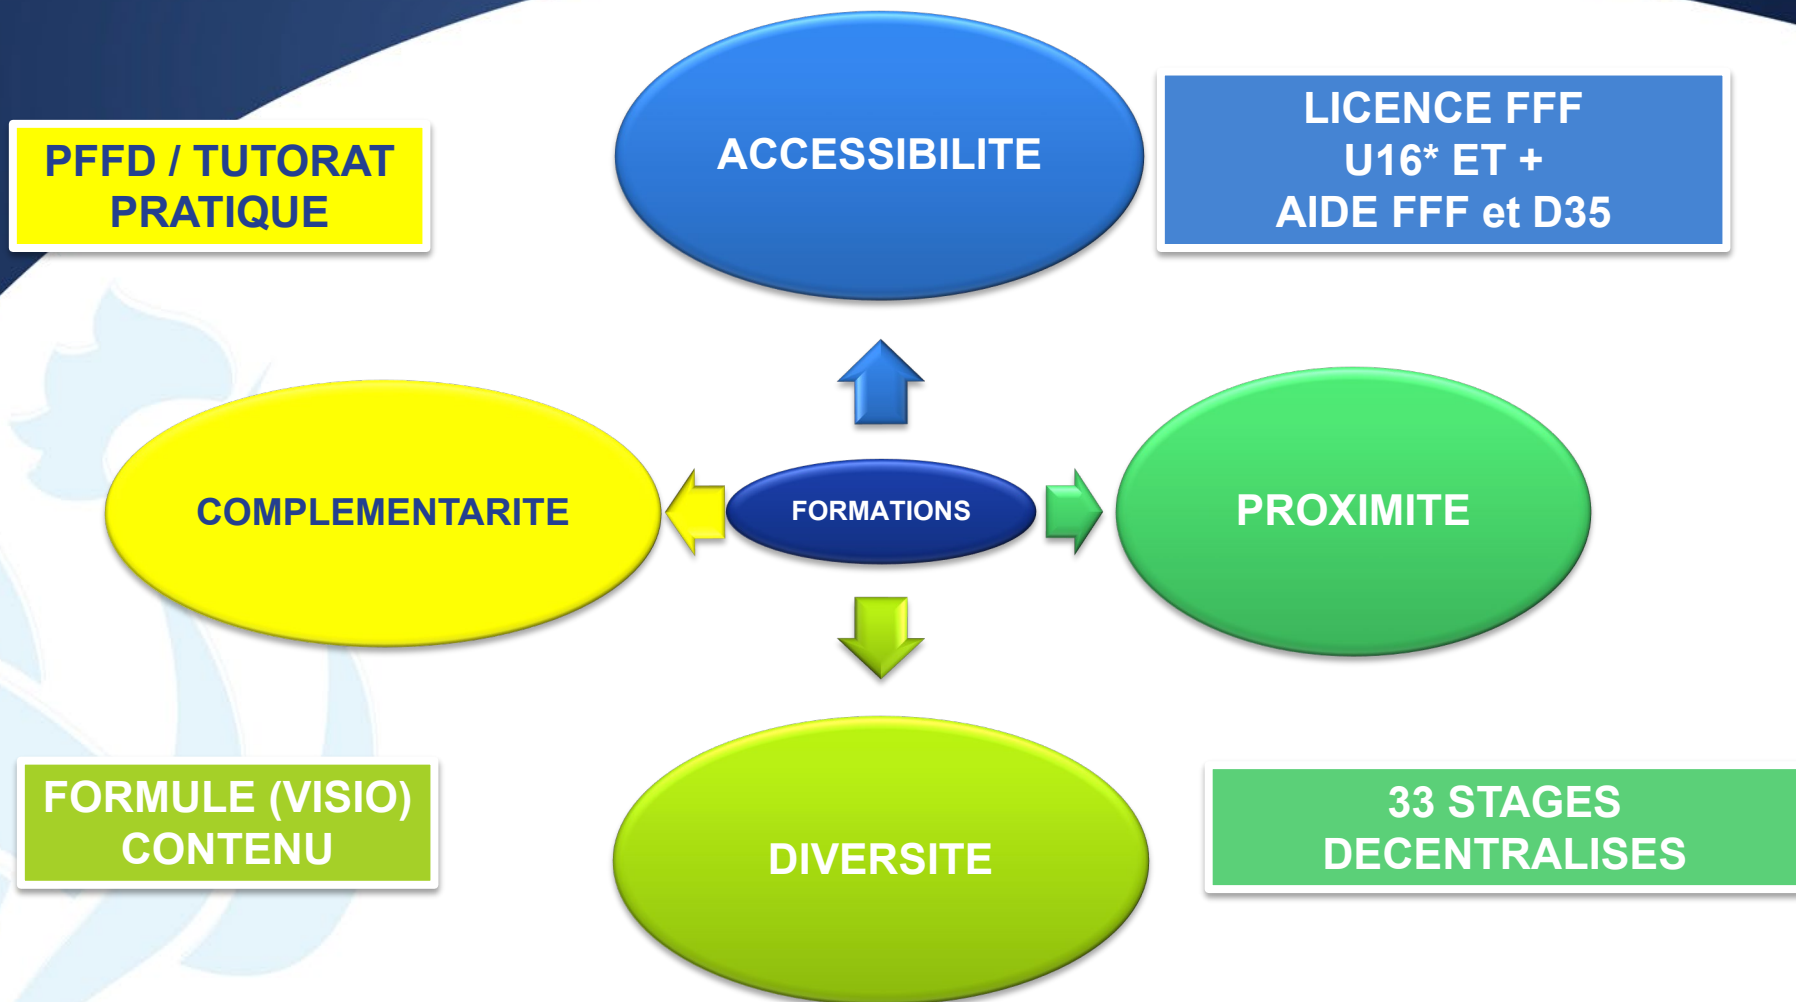 ACCESSIBILITE
LICENCE FFF
U16* ET +
AIDE FFF et D35
PFFD / TUTORAT
PRATIQUE
COMPLEMENTARITE
FORMATIONS
PROXIMITE
FORMULE (VISIO)
CONTENU
DIVERSITE
33 STAGES
DECENTRALISES